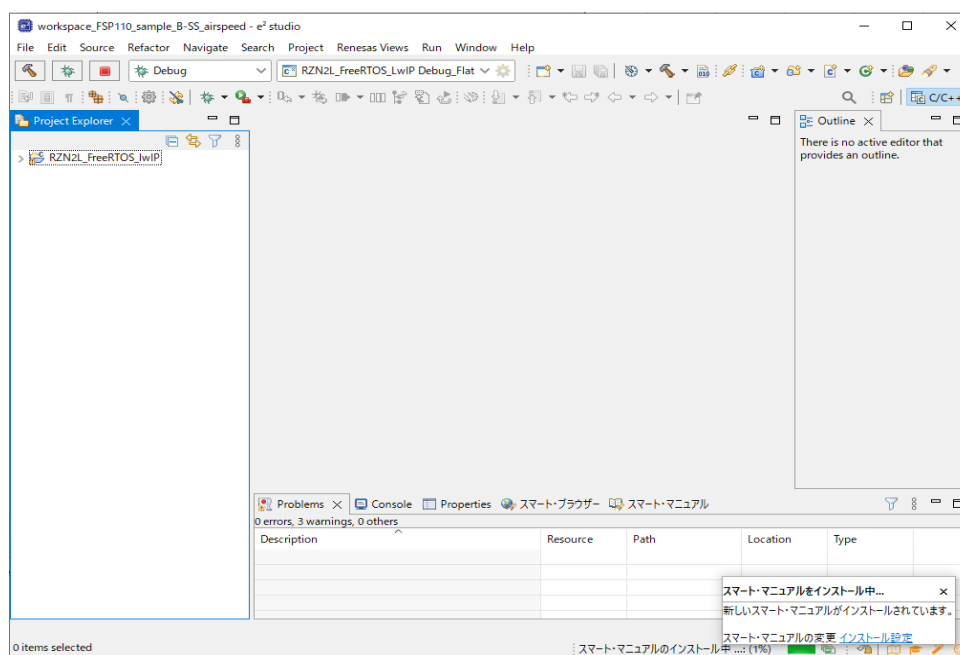 workspace_FSP110_sample_B-SS_airspeed - e² studio
File Edit Source Refactor Navigate Search Project Renesas Views Run Window Help
Debug
RZN2L_FreeRTOS_LwIP Debug_Flat
C/C++
Project Explorer
Outline
RZN2L_FreeRTOS_lwIP
There is no active editor that
provides an outline.
Problems Console Properties スマート・ブラウザー スマート・マニュアル
0 errors, 3 warnings, 0 others
Description Resource Path Location Type
スマート・マニュアルをインストール中...
新しいスマート・マニュアルがインストールされています。
スマート・マニュアルの変更 インストール設定
0 items selected
スマート・マニュアルのインストール中 ...: (1%)